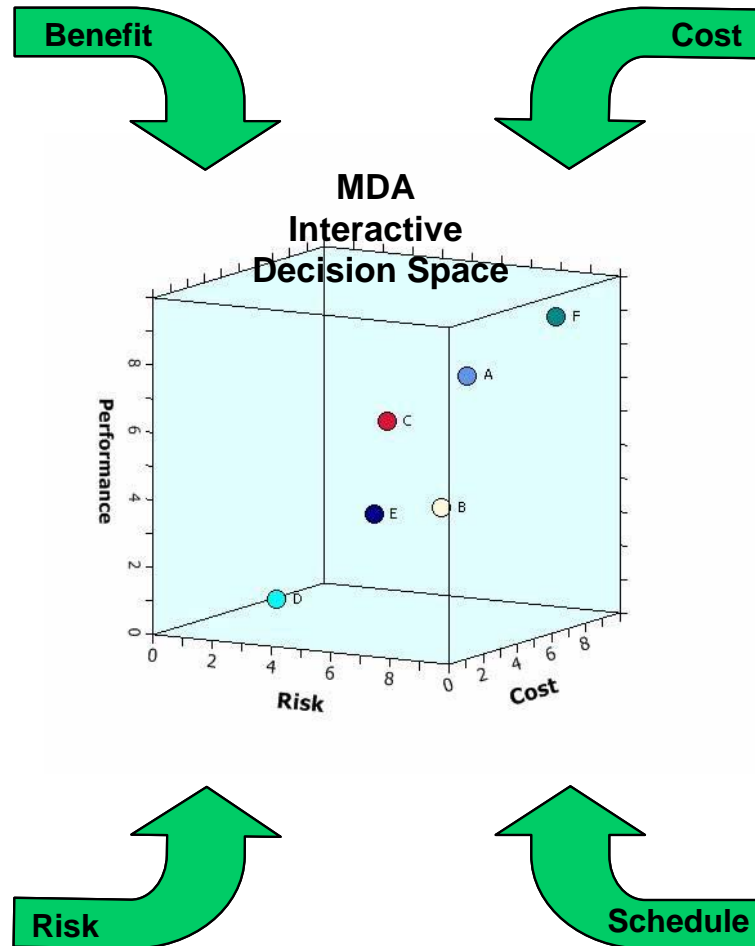 Benefit
Cost
MDA
Interactive
Decision Space
F
A
C
B
E
D
Performance
8
6
4
2
0
0
2
4
6
8
Risk
0
2
4
6
8
Cost
Risk
Schedule